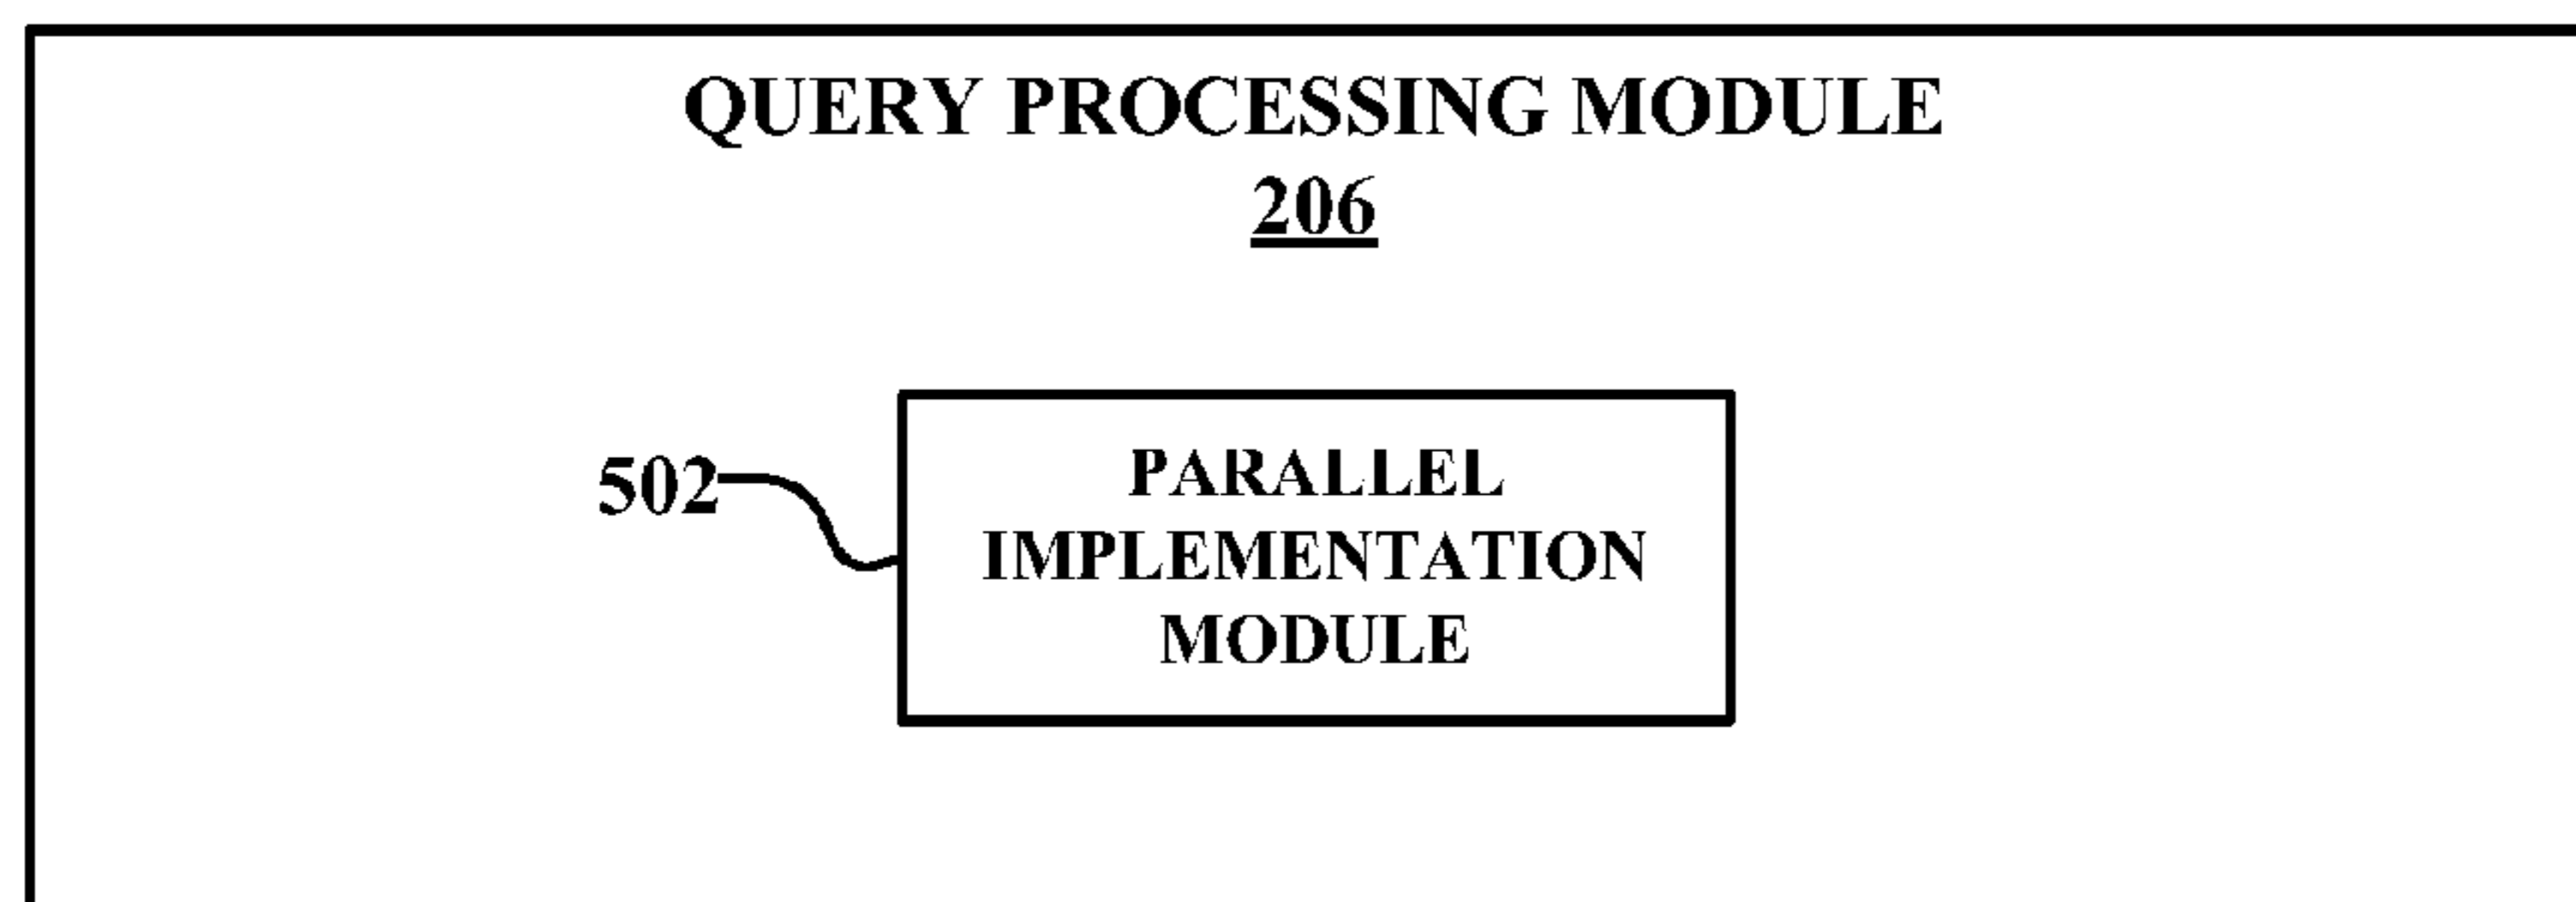 QUERY PROCESSING MODULE
206
502
PARALLEL
IMPLEMENTATION
MODULE